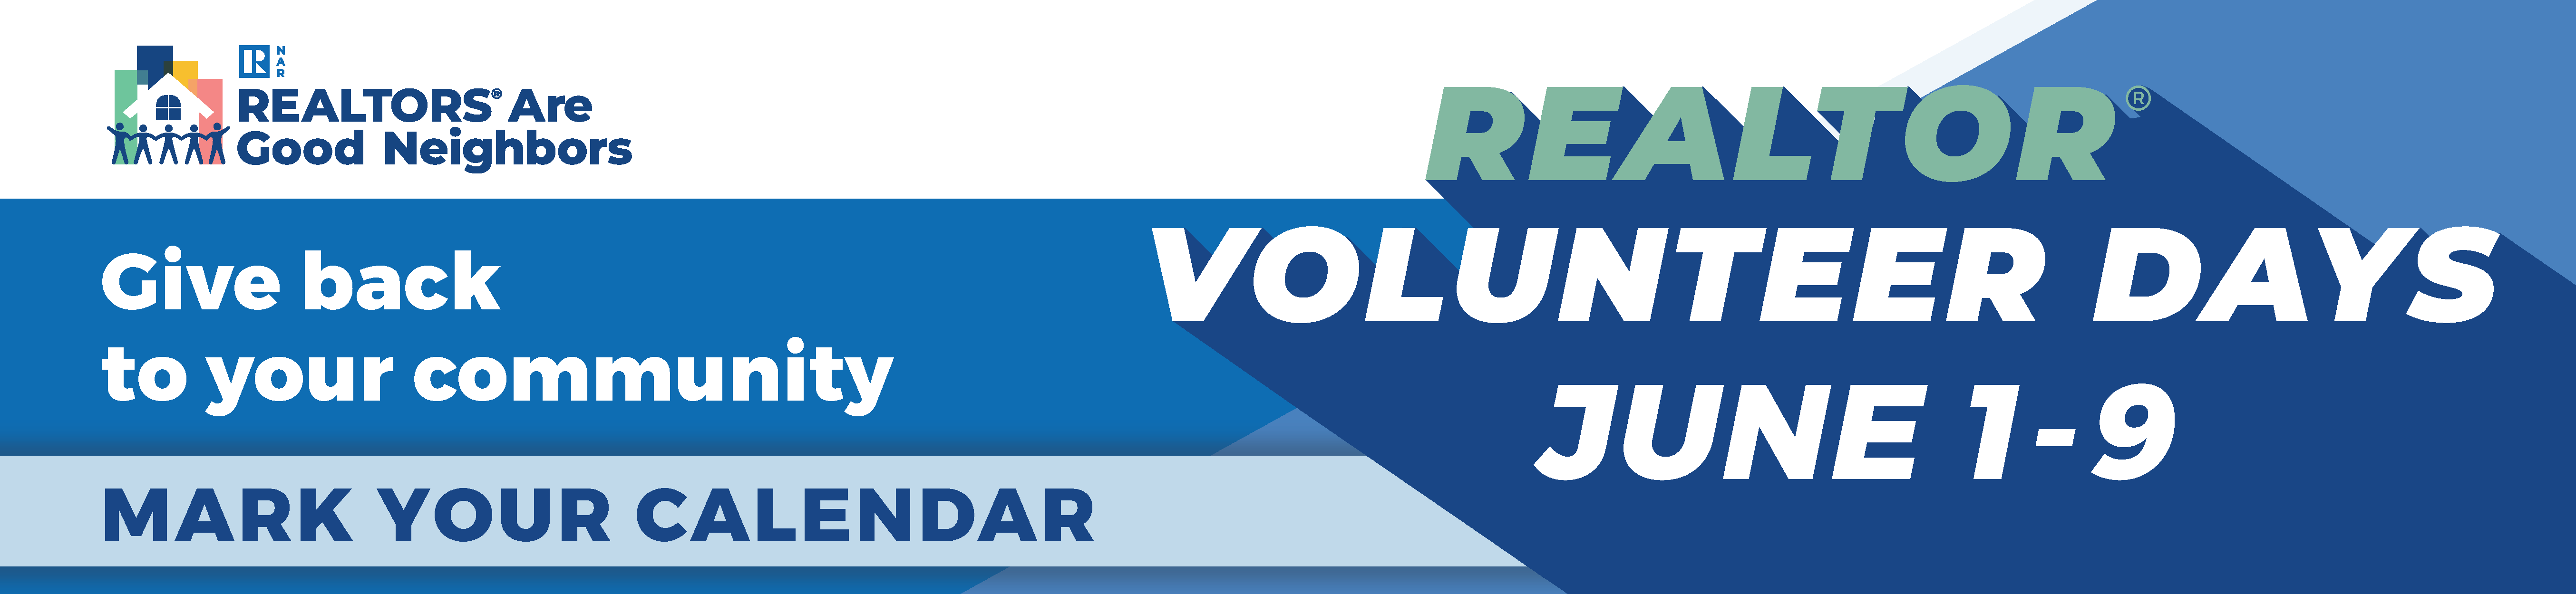 R NAR
REALTORS® Are
Good Neighbors
Give back
to your community
MARK YOUR CALENDAR
REALTOR®
VOLUNTEER DAYS
JUNE 1-9